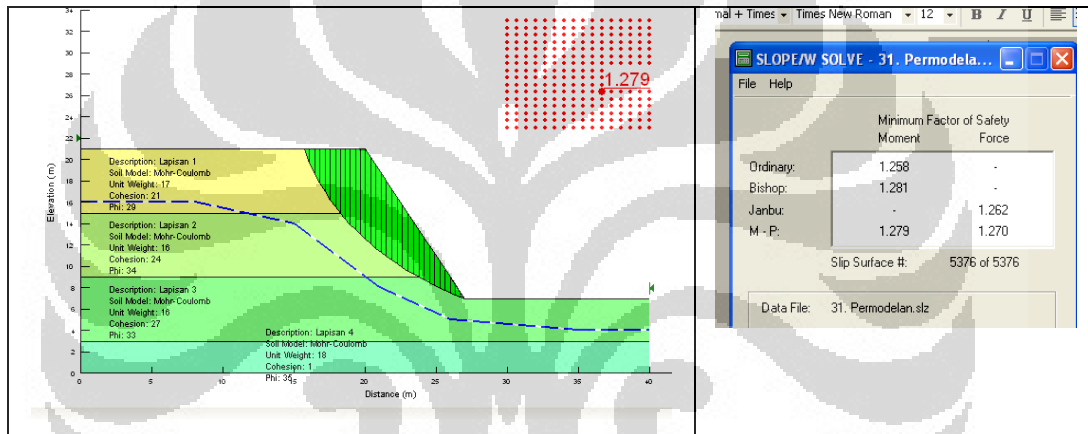 34
32
30
28
26
24
22
20
18
16
14
12
10
8
6
4
2
0
Elevation (m)
1.279
Description: Lapisan 1
Soil Model: Mohr-Coulomb
Unit Weight: 17
Cohesion: 21
Phi: 29
Description: Lapisan 2
Soil Model: Mohr-Coulomb
Unit Weight: 16
Cohesion: 24
Phi: 34
Description: Lapisan 3
Soil Model: Mohr-Coulomb
Unit Weight: 16
Cohesion: 27
Phi: 33
Description: Lapisan 4
Soil Model: Mohr-Coulomb
Unit Weight: 18
Cohesion: 1
Phi: 35
0 5 10 15 20 25 30 35 40
Distance (m)
mal + Times Times New Roman 12 B I U
SLOPE/W SOLVE - 31. Permodela...
File Help
Minimum Factor of Safety
Moment Force
Ordinary: 1.258 -
Bishop: 1.281 -
Janbu: - 1.262
M - P: 1.279 1.270
Slip Surface #: 5376 of 5376
Data File: 31. Permodelan.slz